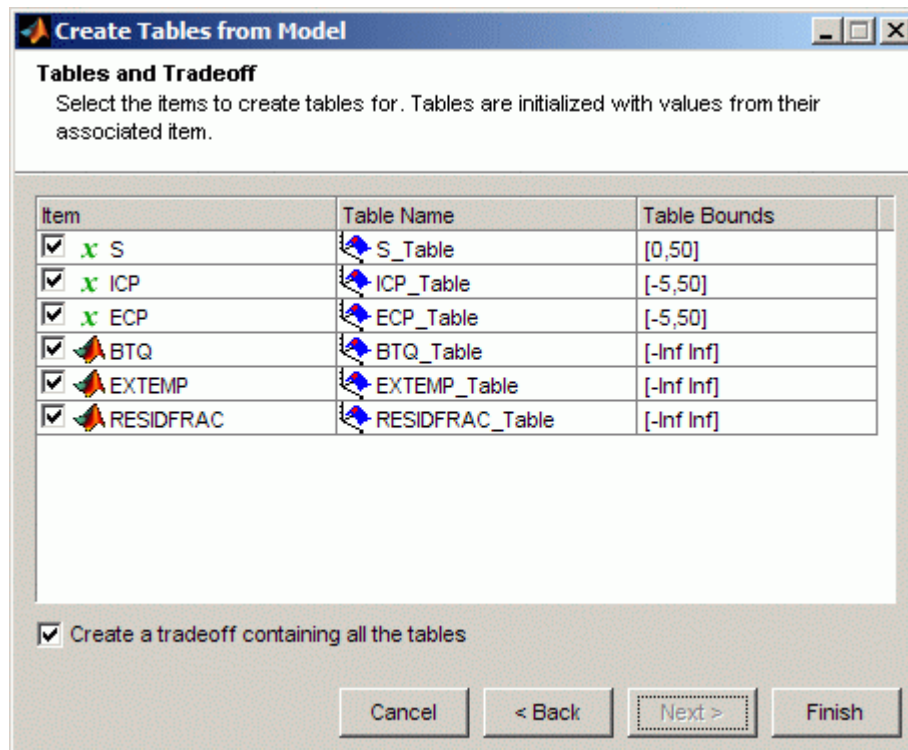 Create Tables from Model
Tables and Tradeoff
Select the items to create tables for. Tables are initialized with values from their
associated item.
Item Table Name Table Bounds
x S S_Table [0,50]
x ICP ICP_Table [-5,50]
x ECP ECP_Table [-5,50]
BTQ BTQ_Table [-Inf Inf]
EXTEMP EXTEMP_Table [-Inf Inf]
RESIDFRAC RESIDFRAC_Table [-Inf Inf]
Create a tradeoff containing all the tables
Cancel < Back Next > Finish